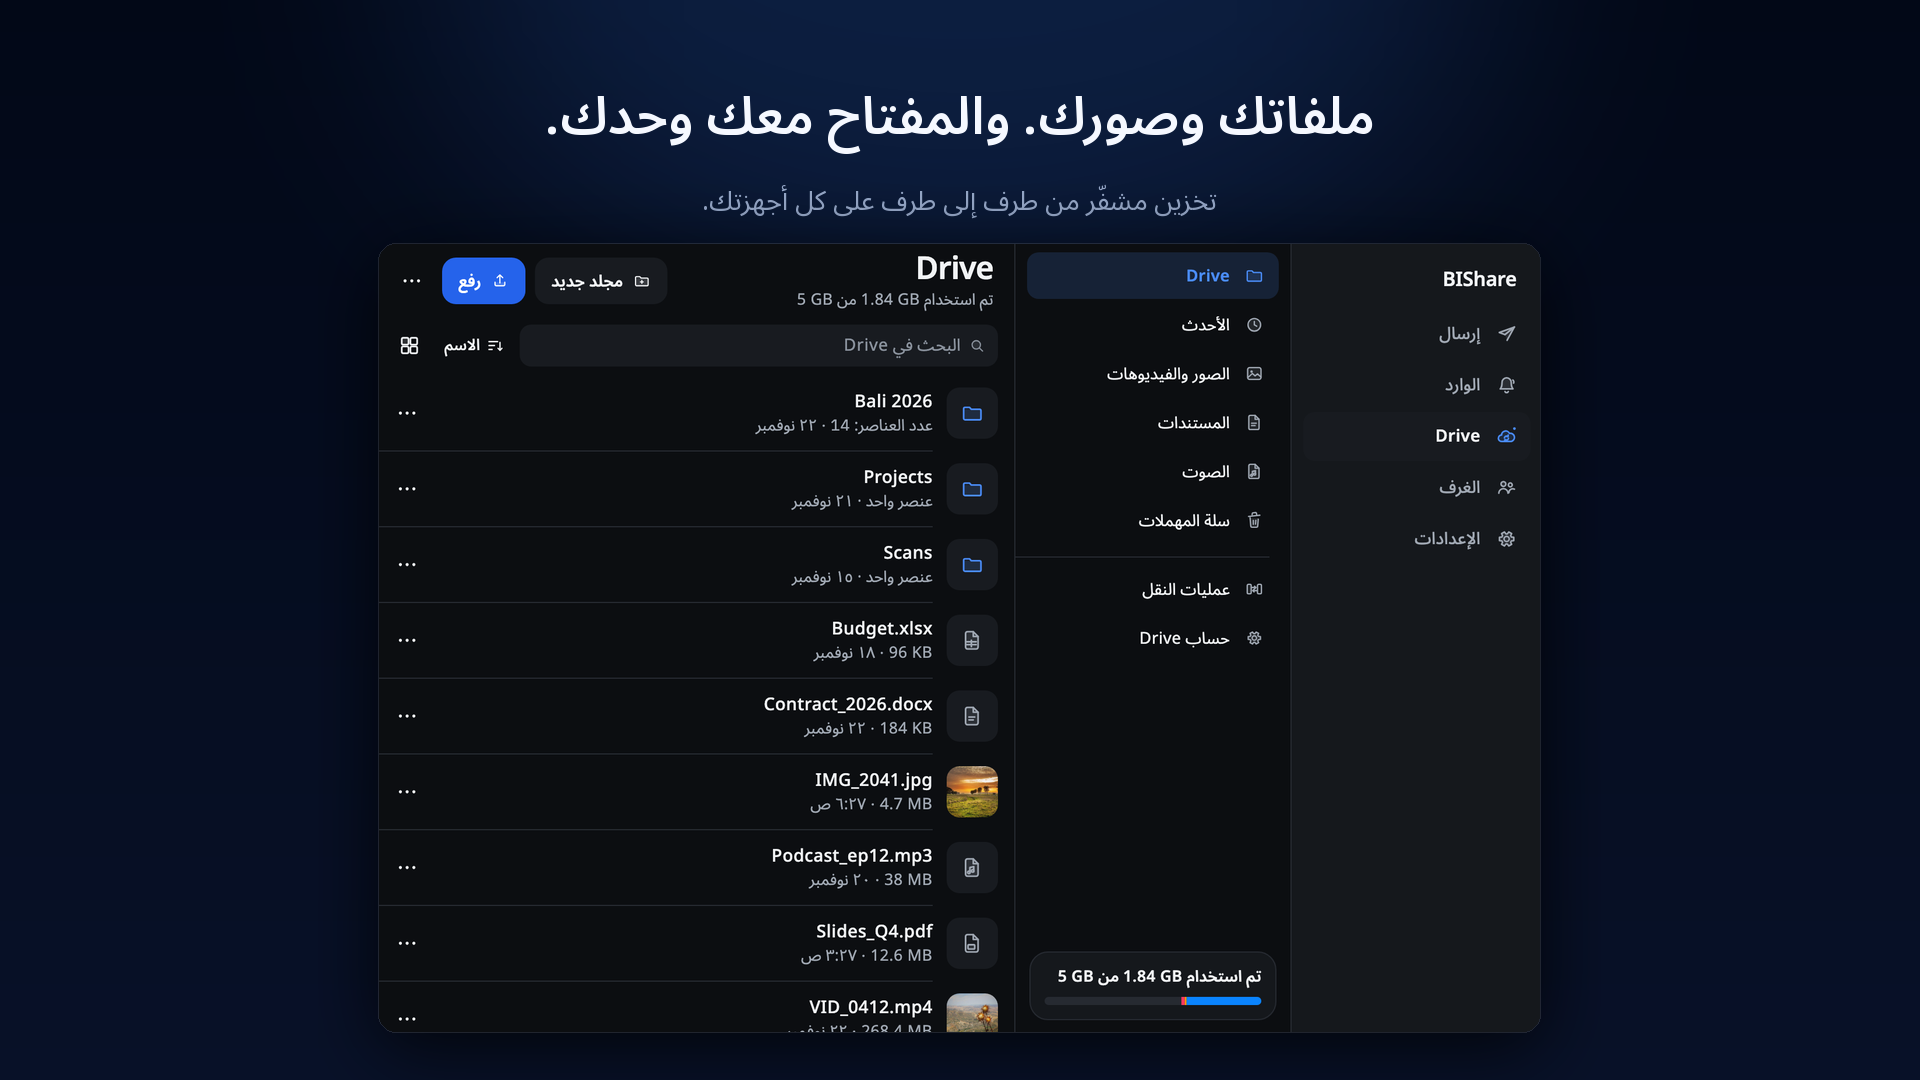 ملفاتك وصورك. والمفتاح معك وحدك.
تخزين مشفّر من طرف إلى طرف على كل أجهزتك.
BIShare
إرسال
الوارد
Drive
الغرف
الإعدادات
Drive
الأحدث
الصور والفيديوهات
المستندات
الصوت
سلة المهملات
عمليات النقل
حساب Drive
تم استخدام 1.84 GB من 5 GB
Drive
تم استخدام 1.84 GB من 5 GB
مجلد جديد
رفع
البحث في Drive
الاسم
Bali 2026
عدد العناصر: 14 · ٢٢ نوفمبر
Projects
عنصر واحد · ٢١ نوفمبر
Scans
عنصر واحد · ١٥ نوفمبر
Budget.xlsx
96 KB · ١٨ نوفمبر
Contract_2026.docx
184 KB · ٢٢ نوفمبر
IMG_2041.jpg
4.7 MB · ٦:٢٧ ص
Podcast_ep12.mp3
38 MB · ٢٠ نوفمبر
Slides_Q4.pdf
12.6 MB · ٣:٢٧ ص
VID_0412.mp4
268.4 MB · ٢٢ نوفمبر